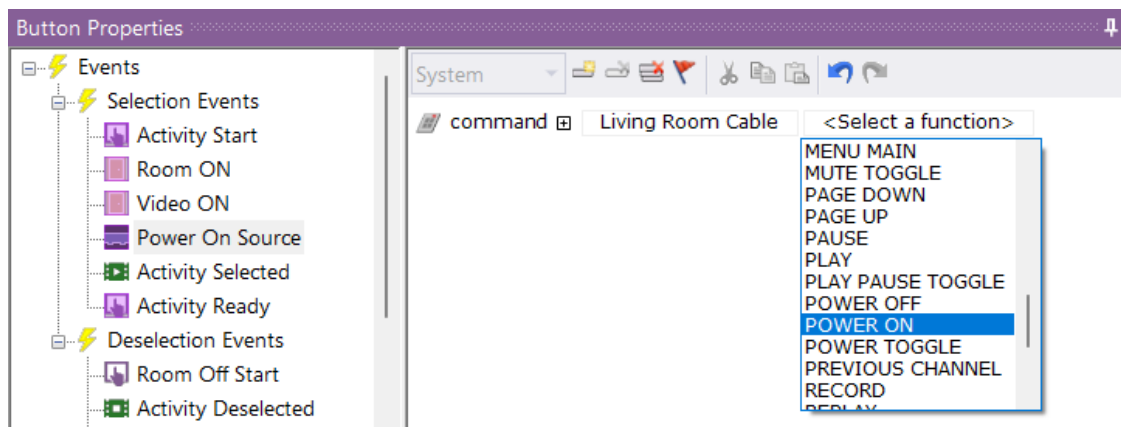 Button Properties
Events
Selection Events
Activity Start
Room ON
Video ON
Power On Source
Activity Selected
Activity Ready
Deselection Events
Room Off Start
Activity Deselected
System
command Living Room Cable <Select a function>
MENU MAIN
MUTE TOGGLE
PAGE DOWN
PAGE UP
PAUSE
PLAY
PLAY PAUSE TOGGLE
POWER OFF
POWER ON
POWER TOGGLE
PREVIOUS CHANNEL
RECORD
REPLAY